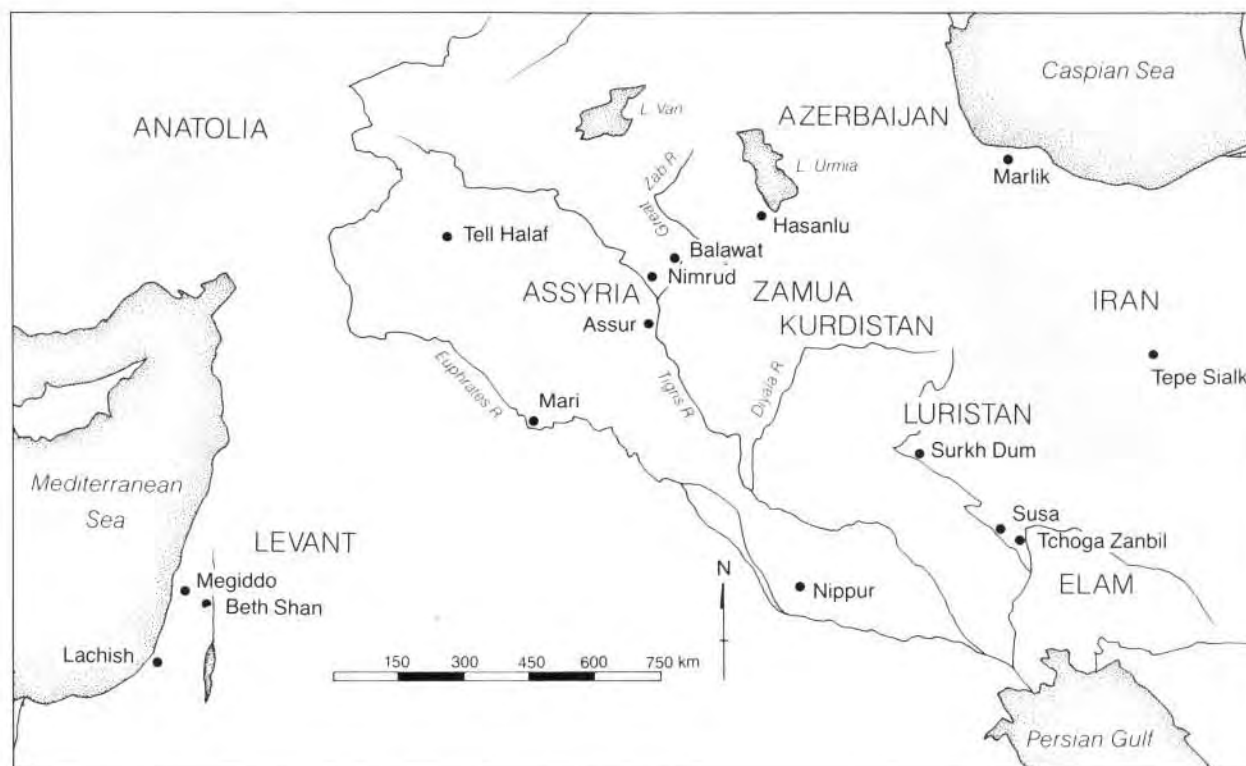 Caspian Sea
L. Van
AZERBAIJAN
ANATOLIA
Zab R
L. Urmia
Marlik
Great
Hasanlu
Tell Halaf
Balawat
Nimrud
ASSYRIA
ZAMUA
IRAN
Assur
KURDISTAN
Tepe Sialk
Euphrates R
Tigris R
Diyala R
Mari
LURISTAN
Surkh Dum
Mediterranean
Sea
Susa
LEVANT
Tchoga Zanbil
N
Megiddo
Nippur
ELAM
Beth Shan
Lachish
150 300 450 600 750 km
Persian Gulf